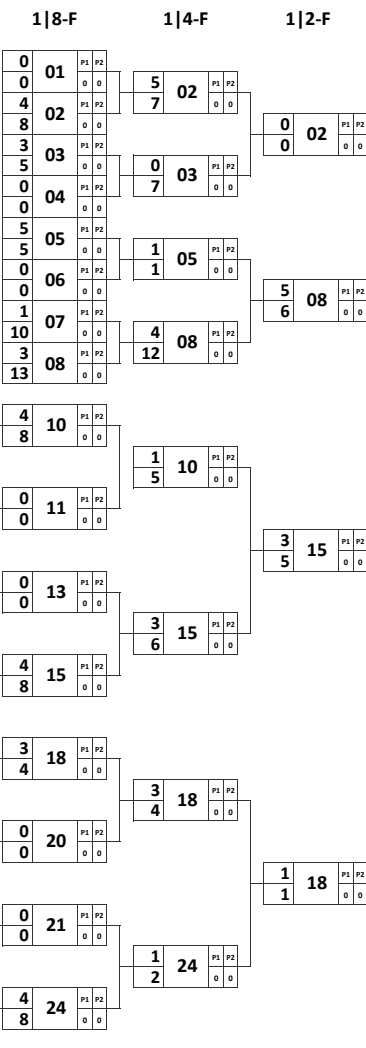 1|8-F 1|4-F 1|2-F
0 01 P1 P2
0 0 0
4 02 P1 P2
8 0 0
3 03 P1 P2
5 0 0
0 04 P1 P2
0 0 0
5 05 P1 P2
5 0 0
0 06 P1 P2
0 0 0
1 07 P1 P2
10 0 0
3 08 P1 P2
13 0 0
5 02 P1 P2
7 0 0
0 03 P1 P2
7 0 0
1 05 P1 P2
1 0 0
4 08 P1 P2
12 0 0
0 02 P1 P2
0 0 0
5 08 P1 P2
6 0 0
4 10 P1 P2
8 0 0
0 11 P1 P2
0 0 0
0 13 P1 P2
0 0 0
4 15 P1 P2
8 0 0
1 10 P1 P2
5 0 0
3 15 P1 P2
6 0 0
3 15 P1 P2
5 0 0
3 18 P1 P2
4 0 0
0 20 P1 P2
0 0 0
0 21 P1 P2
0 0 0
4 24 P1 P2
8 0 0
3 18 P1 P2
4 0 0
1 24 P1 P2
2 0 0
1 18 P1 P2
1 0 0